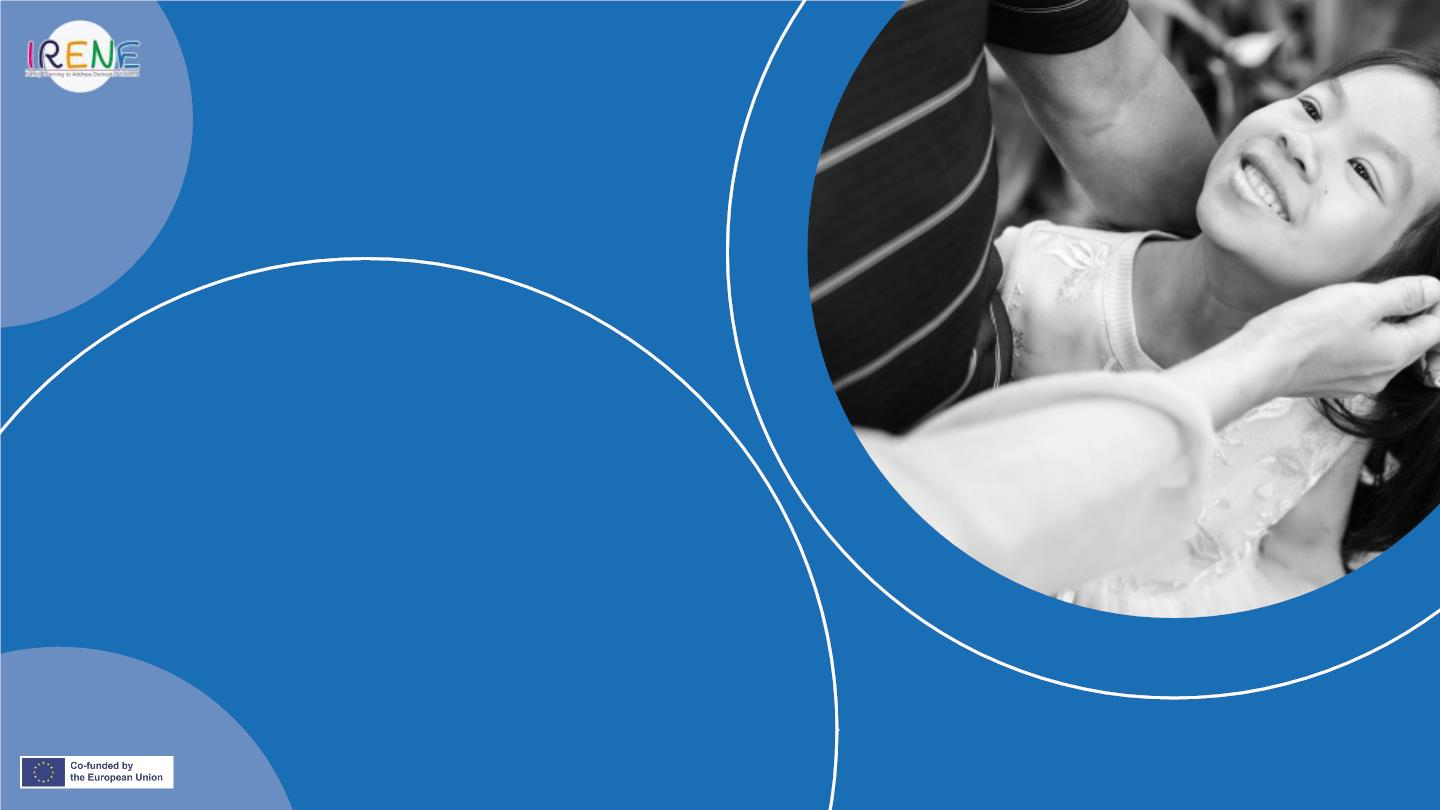 IRENE
Co-funded by
the European Union